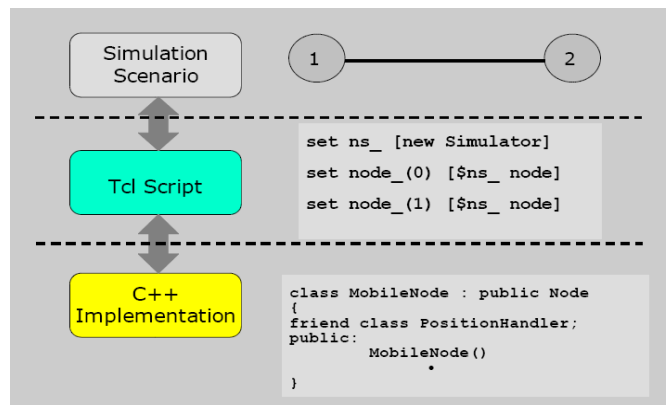 Simulation
Scenario
1
2
Tcl Script
set ns_ [new Simulator]
set node_(0) [$ns_ node]
set node_(1) [$ns_ node]
C++
Implementation
class MobileNode : public Node
{
friend class PositionHandler;
public:
MobileNode()
•
}